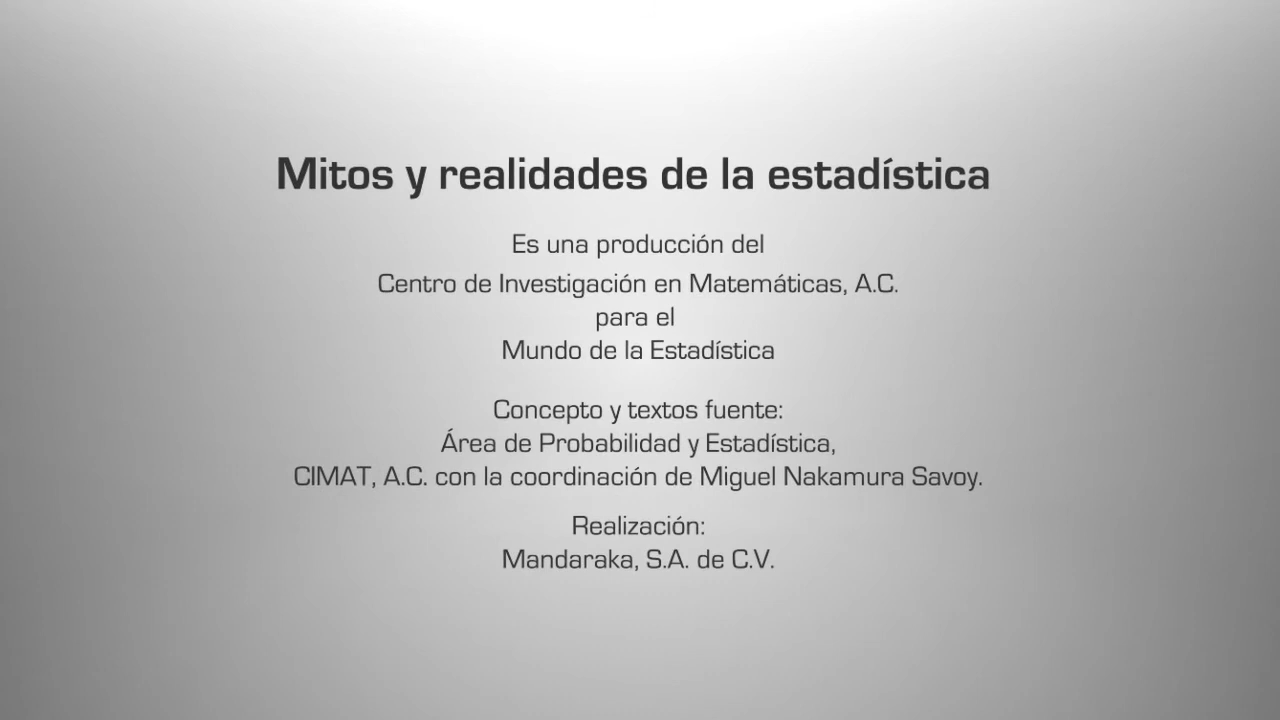 Mitos y realidades de la estadística
Es una producción del
Centro de Investigación en Matemáticas, A.C.
para el
Mundo de la Estadística
Concepto y textos fuente:
Área de Probabilidad y Estadística,
CIMAT, A.C. con la coordinación de Miguel Nakamura Savoy.
Realización:
Mandaraka, S.A. de C.V.